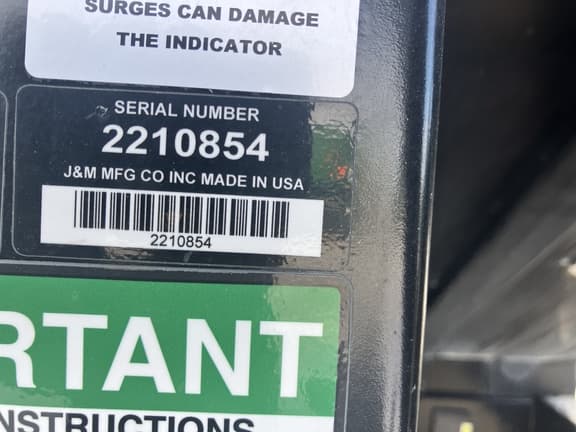 SURGES CAN DAMAGE
THE INDICATOR
SERIAL NUMBER
2210854
J&M MFG CO INC MADE IN USA
2210854
RTANT
NSTRUCTIONS